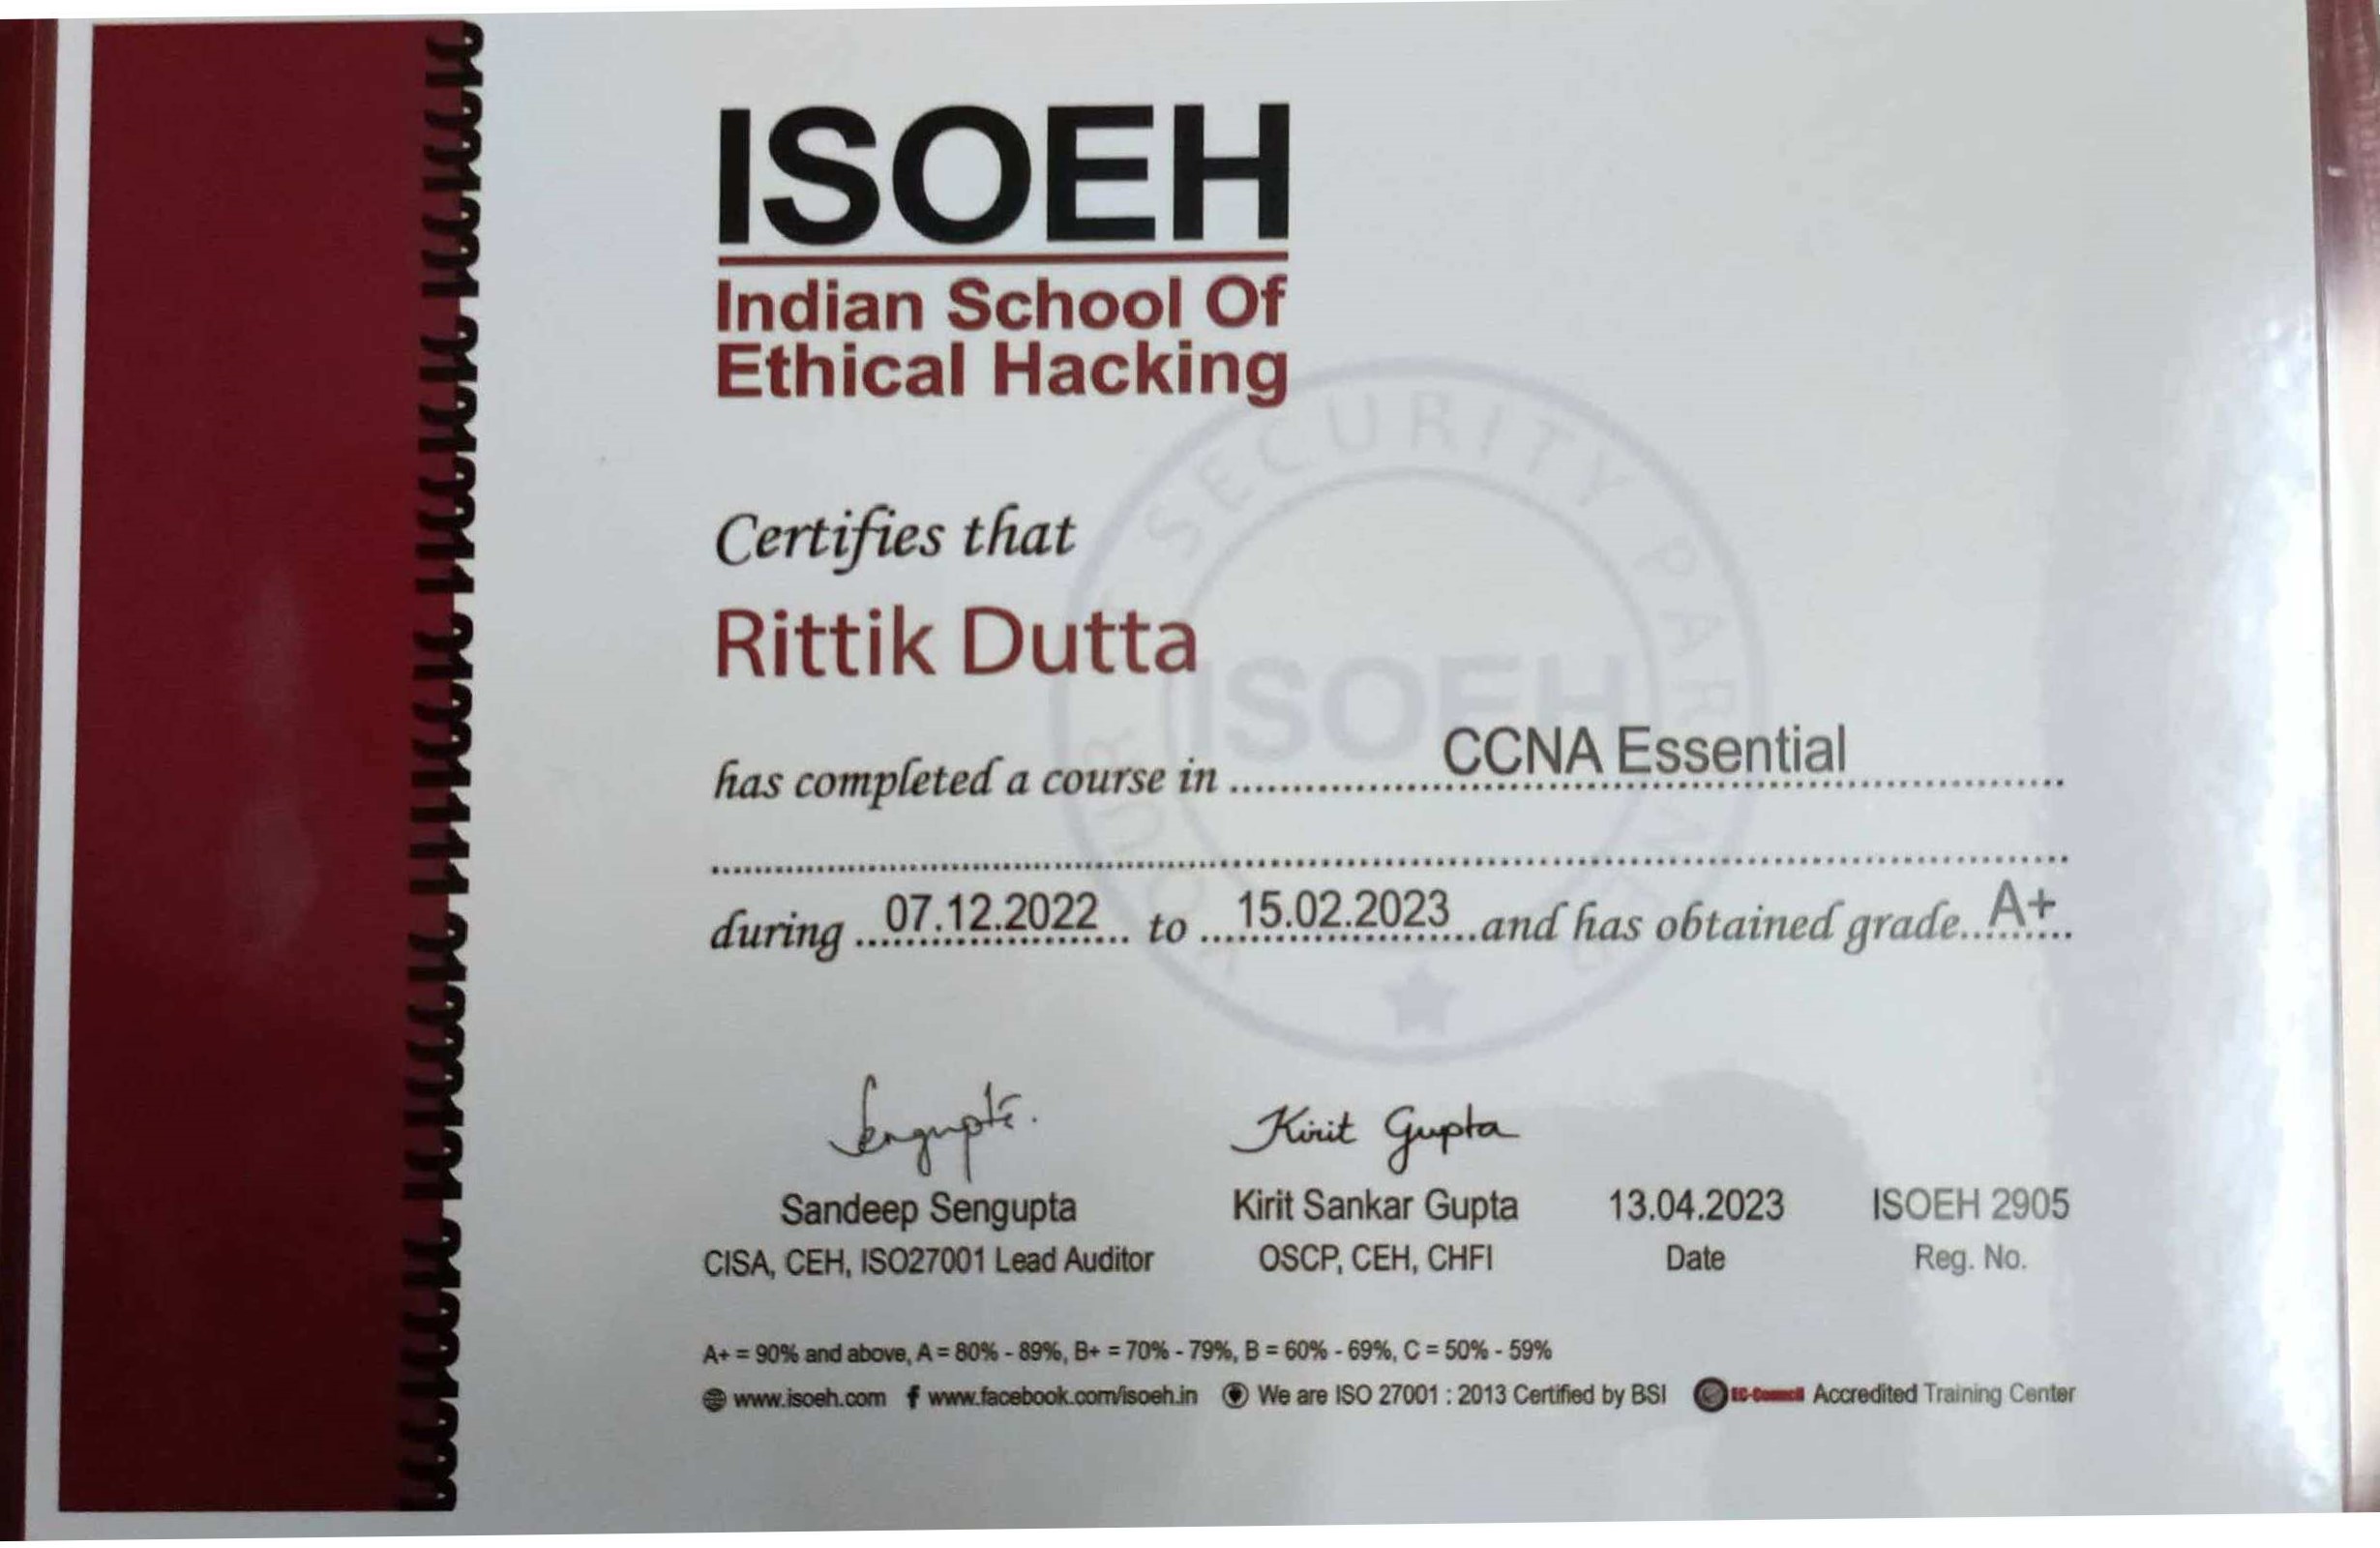 ISOEH
Indian School Of
Ethical Hacking
Certifies that
Rittik Dutta
has completed a course in ........ CCNA Essential ........
during 07.12.2022 to 15.02.2023 and has obtained grade A+
Sengupta.
Kirit Gupta
Sandeep Sengupta
CISA, CEH, ISO27001 Lead Auditor
Kirit Sankar Gupta
OSCP, CEH, CHFI
13.04.2023
Date
ISOEH 2905
Reg. No.
A+ = 90% and above, A = 80% - 89%, B+ = 70% - 79%, B = 60% - 69%, C = 50% - 59%
www.isoeh.com www.facebook.com/isoeh.in We are ISO 27001 : 2013 Certified by BSI EC-Council Accredited Training Center
YOUR SECURITY PARTNER
ISOEH